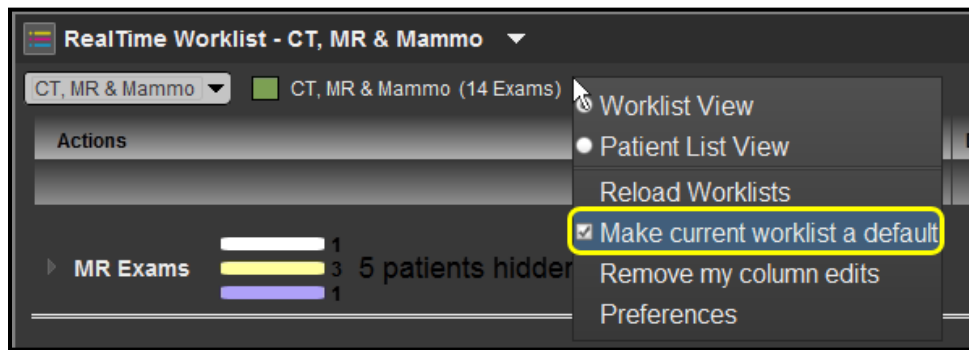 RealTime Worklist - CT, MR & Mammo
CT, MR & Mammo
CT, MR & Mammo (14 Exams)
Worklist View
Actions
Patient List View
Reload Worklists
Make current worklist a default
MR Exams
1
3
1
5 patients hidden
Remove my column edits
Preferences